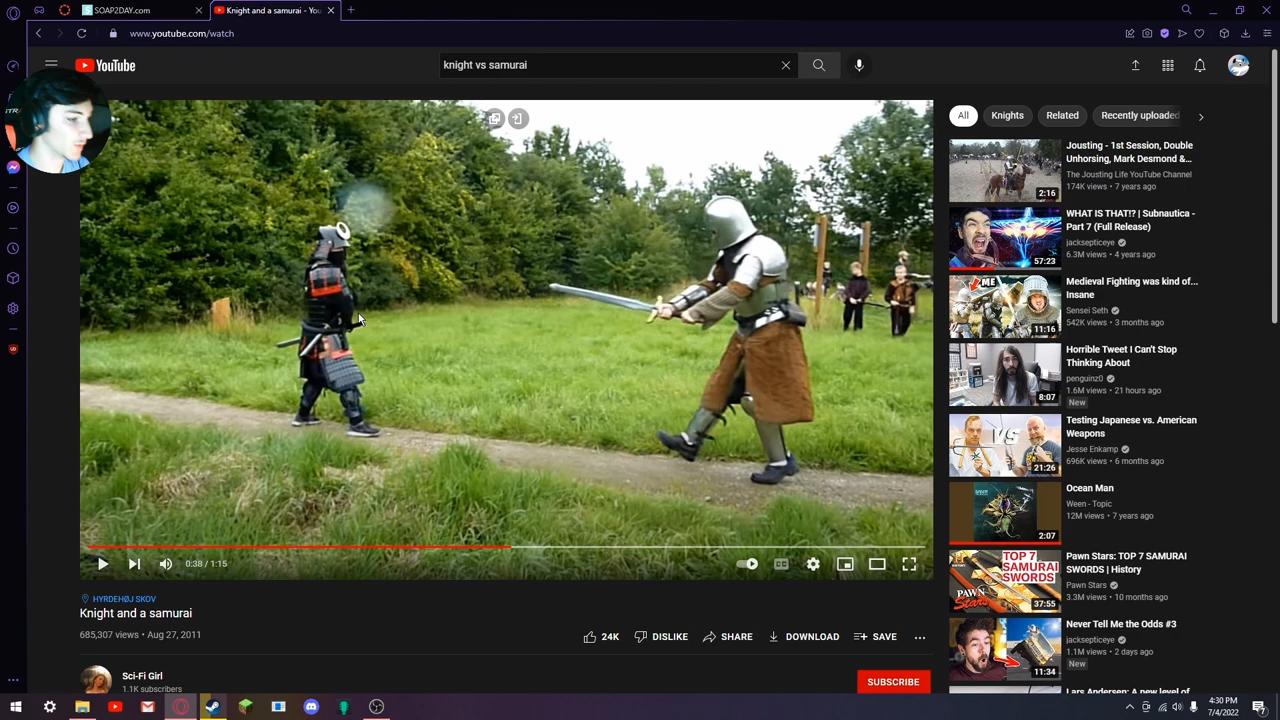 SOAP2DAY.com
Knight and a samurai - You
www.youtube.com/watch
YouTube
knight vs samurai
All
Knights
Related
Recently uploaded
Jousting - 1st Session, Double
Unhorsing, Mark Desmond &...
The Jousting Life YouTube Channel
174K views • 7 years ago
2:16
WHAT IS THAT!? | Subnautica -
Part 7 (Full Release)
jacksepticeye
6.3M views • 4 years ago
57:23
ME
Medieval Fighting was kind of...
Insane
Sensei Seth
542K views • 3 months ago
11:16
Horrible Tweet I Can't Stop
Thinking About
penguinz0
1.6M views • 21 hours ago
New
8:07
VS
Testing Japanese vs. American
Weapons
Jesse Enkamp
696K views • 6 months ago
21:26
Ocean Man
Ween - Topic
12M views • 7 years ago
2:07
TOP 7
SAMURAI
SWORDS
PAWN
Stars
Pawn Stars: TOP 7 SAMURAI
SWORDS | History
Pawn Stars
3.3M views • 10 months ago
37:55
Never Tell Me the Odds #3
jacksepticeye
1.1M views • 2 days ago
New
11:34
Lars Andersen: A new level of
0:38 / 1:15
HYRDEHØJ SKOV
Knight and a samurai
685,307 views • Aug 27, 2011
24K
DISLIKE
SHARE
DOWNLOAD
SAVE
Sci-Fi Girl
1.1K subscribers
SUBSCRIBE
4:30 PM
7/4/2022